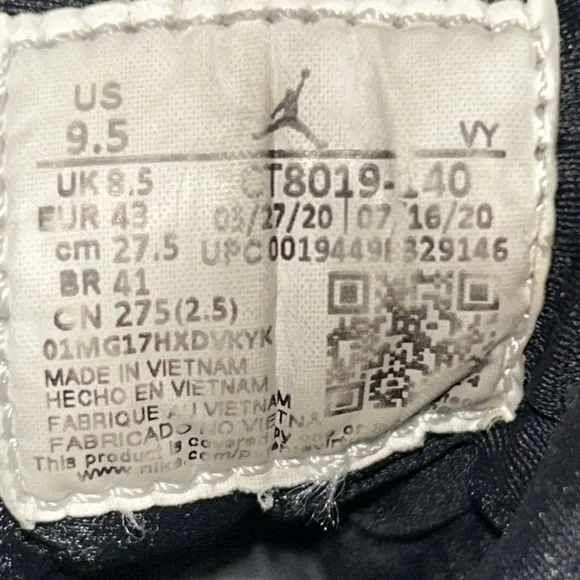 US
9.5
VY
UK 8.5
CT8019-140
EUR 43
03/27/20 07/16/20
cm 27.5
UPC
BR 41
CN 275(2.5)
01MG17HXDVKYK
MADE IN VIETNAM
HECHO EN VIETNAM
FABRIQUE AU VIETNAM
FABRICADO NO VIETNA
This product is covered
www.nike.com/p